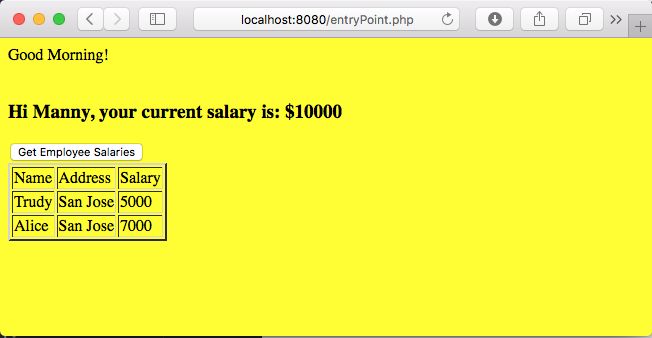 localhost:8080/entryPoint.php
Good Morning!
Hi Manny, your current salary is: $10000
Get Employee Salaries
Name Address Salary
Trudy San Jose 5000
Alice San Jose 7000